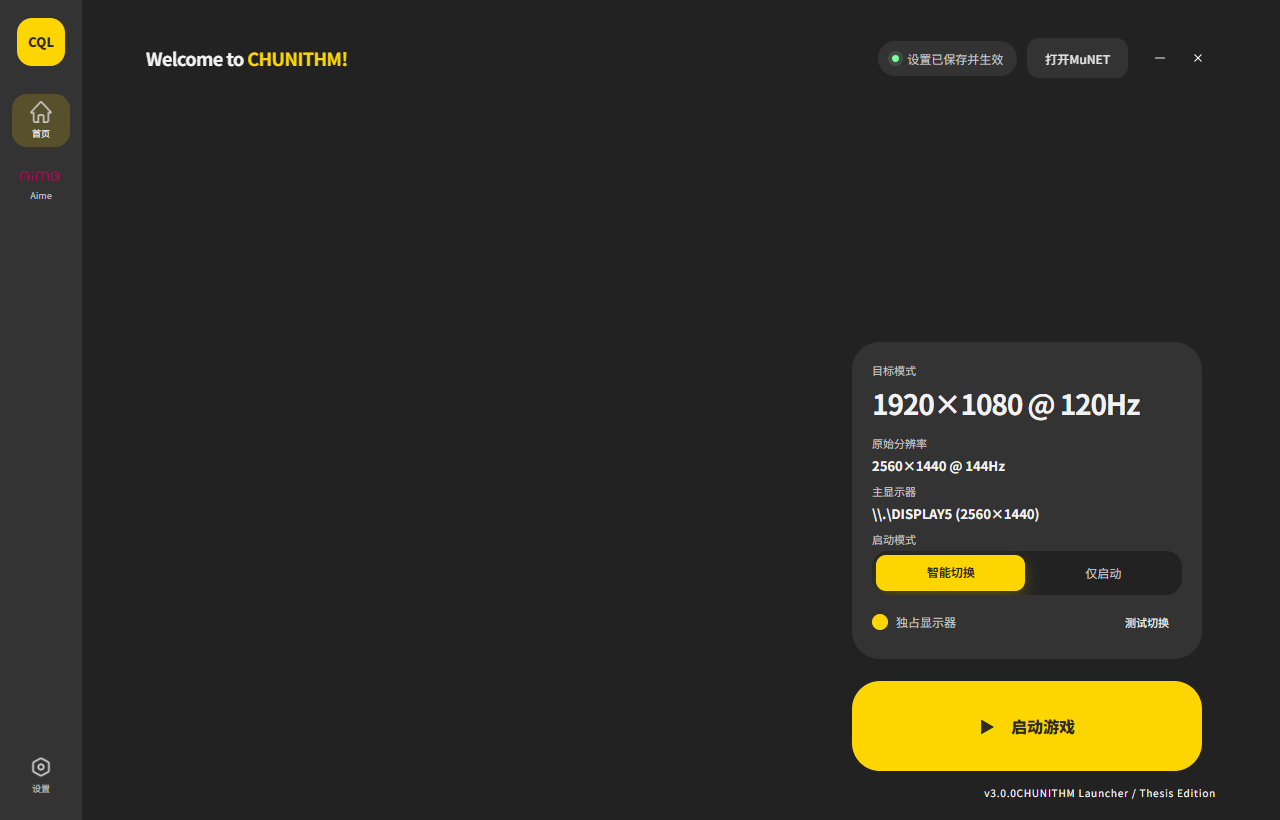 CQL
首页
aime
Aime
设置
Welcome to CHUNITHM!
设置已保存并生效
打开MuNET
目标模式
1920×1080 @ 120Hz
原始分辨率
2560×1440 @ 144Hz
主显示器
\\.\DISPLAY5 (2560×1440)
启动模式
智能切换 仅启动
独占显示器 测试切换
启动游戏
v3.0.0CHUNITHM Launcher / Thesis Edition